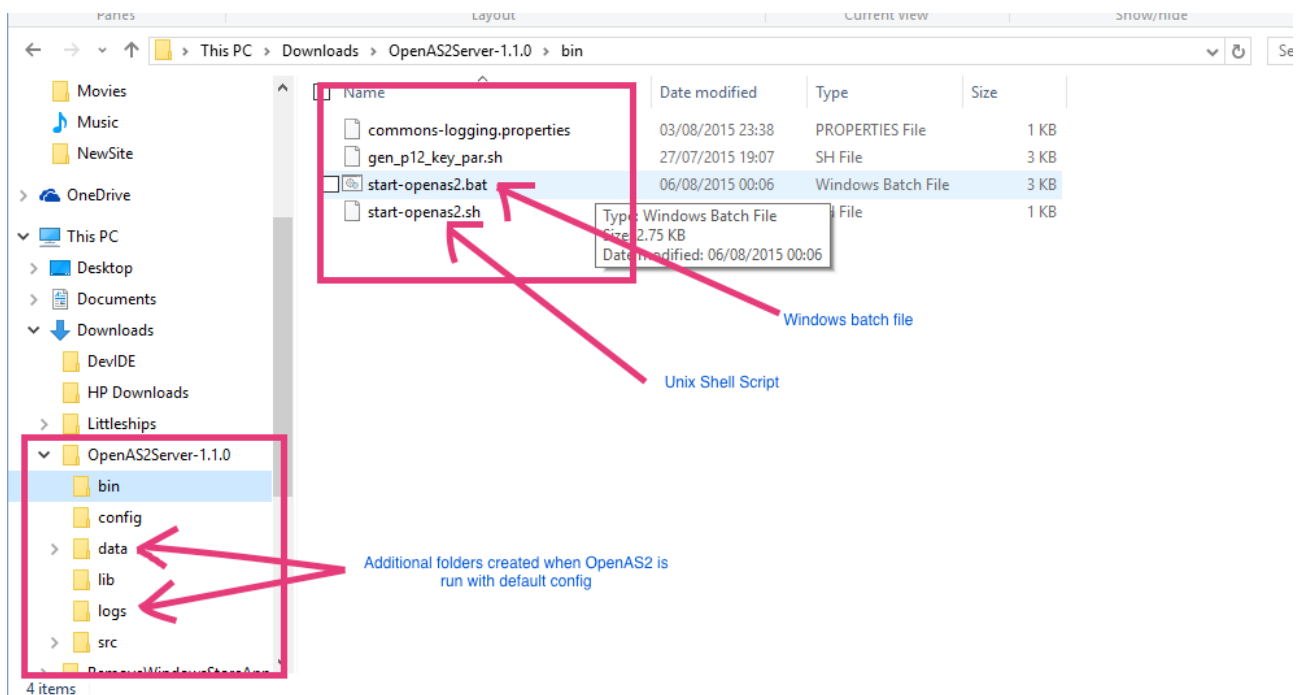 Panes Layout Current view Show/hide
This PC > Downloads > OpenAS2Server-1.1.0 > bin
Movies
Music
NewSite
OneDrive
This PC
Desktop
Documents
Downloads
DevIDE
HP Downloads
Littleships
OpenAS2Server-1.1.0
bin
config
data
lib
logs
src
4 items
Name Date modified Type Size
commons-logging.properties 03/08/2015 23:38 PROPERTIES File 1 KB
gen_p12_key_par.sh 27/07/2015 19:07 SH File 3 KB
start-openas2.bat 06/08/2015 00:06 Windows Batch File 3 KB
start-openas2.sh File 1 KB
Type: Windows Batch File
Size: 2.75 KB
Date modified: 06/08/2015 00:06
Windows batch file
Unix Shell Script
Additional folders created when OpenAS2 is
run with default config